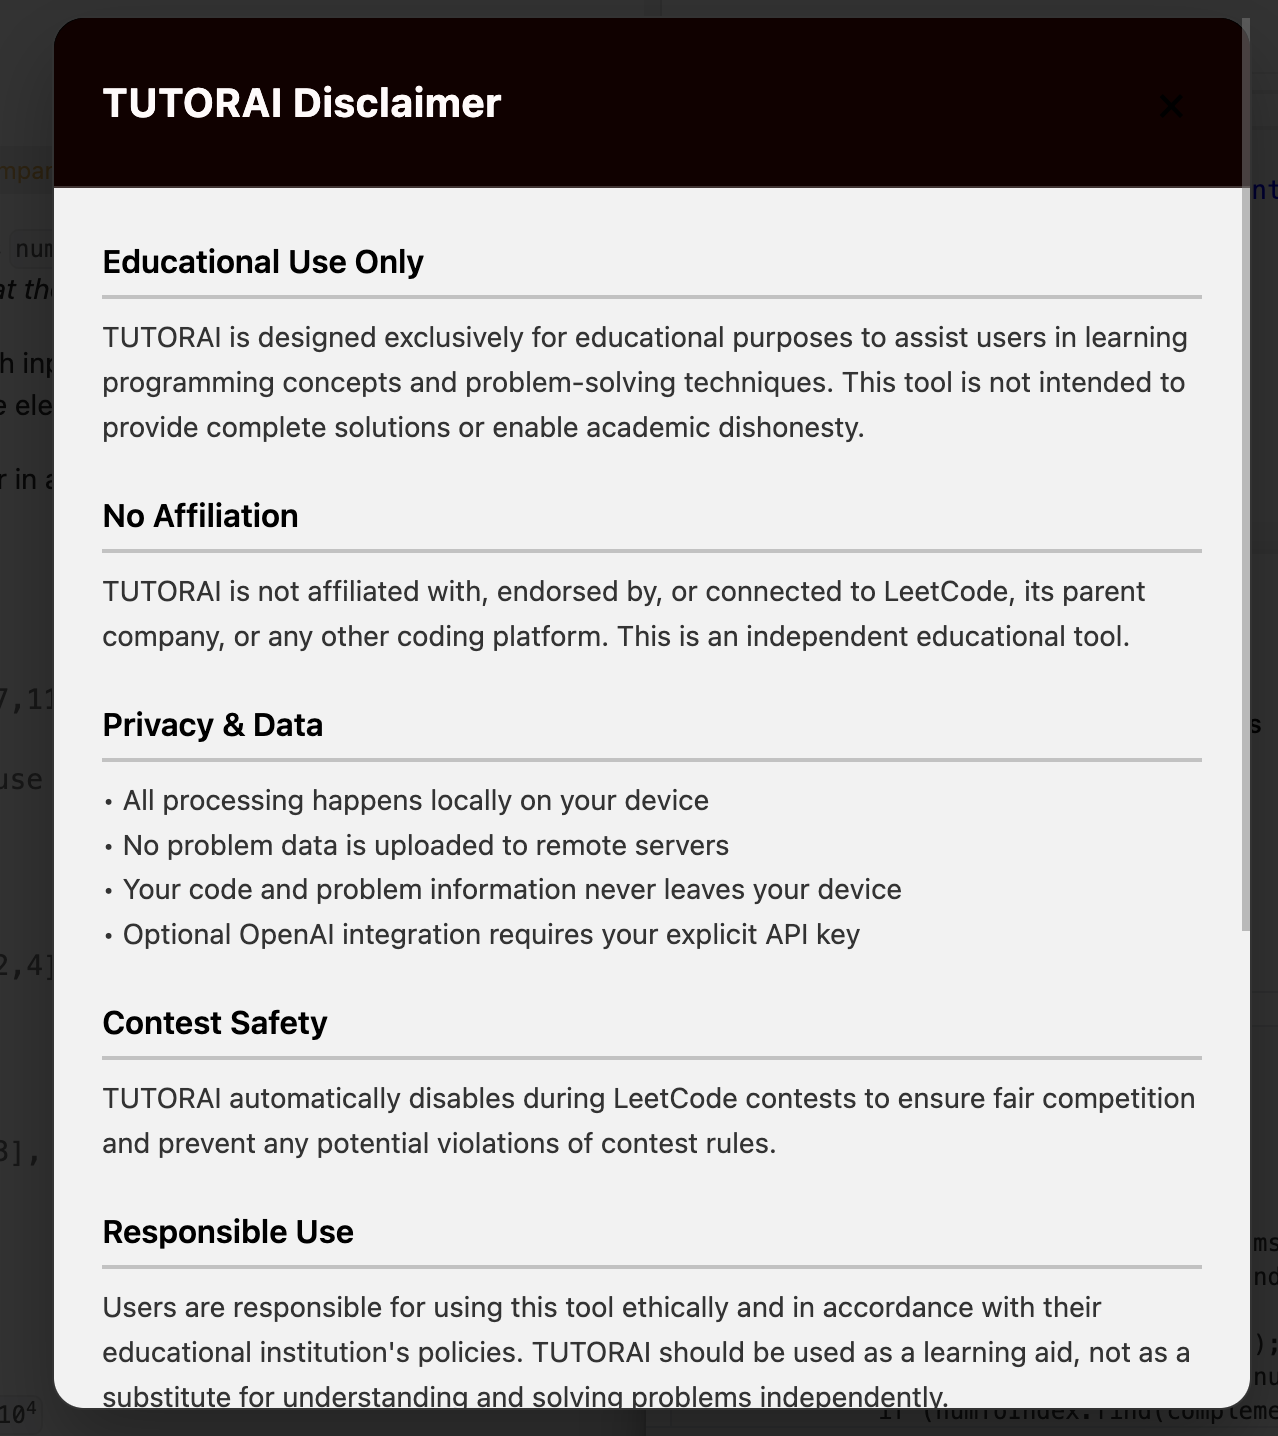 TUTORAI Disclaimer
Educational Use Only
TUTORAI is designed exclusively for educational purposes to assist users in learning
programming concepts and problem-solving techniques. This tool is not intended to
provide complete solutions or enable academic dishonesty.
No Affiliation
TUTORAI is not affiliated with, endorsed by, or connected to LeetCode, its parent
company, or any other coding platform. This is an independent educational tool.
Privacy & Data
• All processing happens locally on your device
• No problem data is uploaded to remote servers
• Your code and problem information never leaves your device
• Optional OpenAI integration requires your explicit API key
Contest Safety
TUTORAI automatically disables during LeetCode contests to ensure fair competition
and prevent any potential violations of contest rules.
Responsible Use
Users are responsible for using this tool ethically and in accordance with their
educational institution's policies. TUTORAI should be used as a learning aid, not as a
substitute for understanding and solving problems independently.